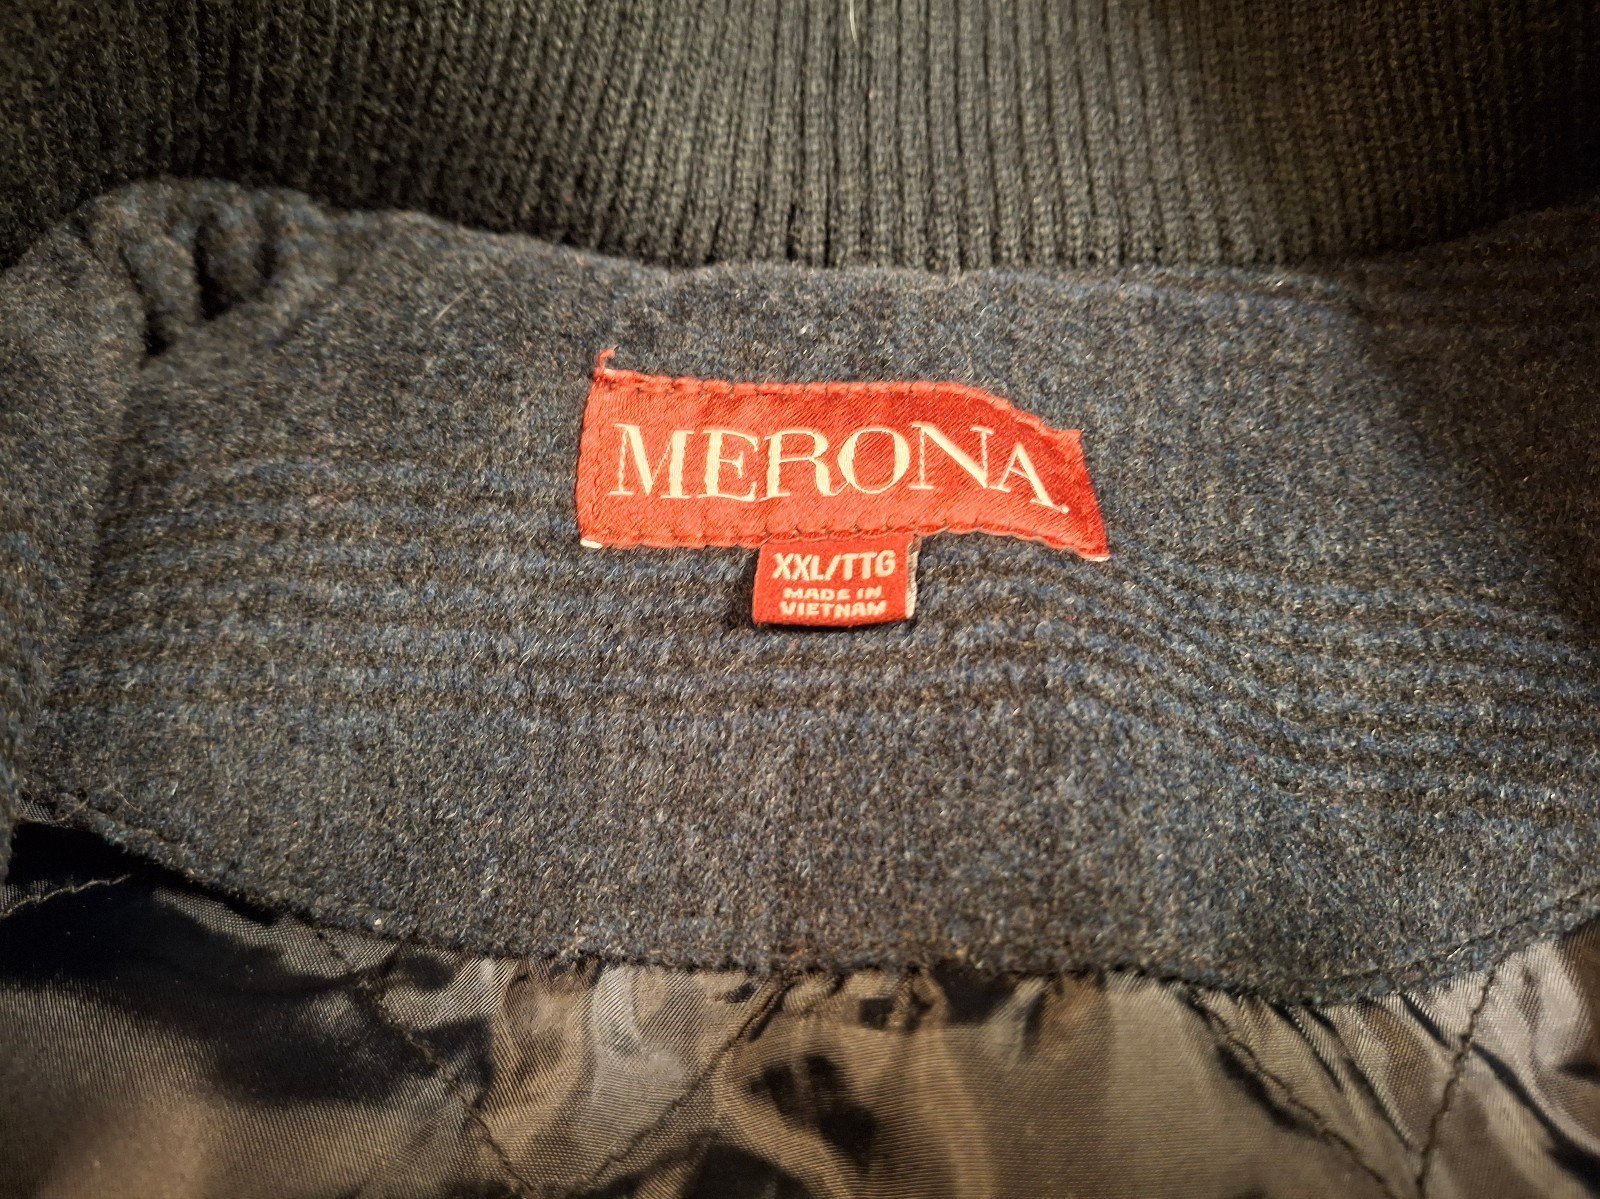 MERONA
XXL/TTG
MADE IN
VIETNAM